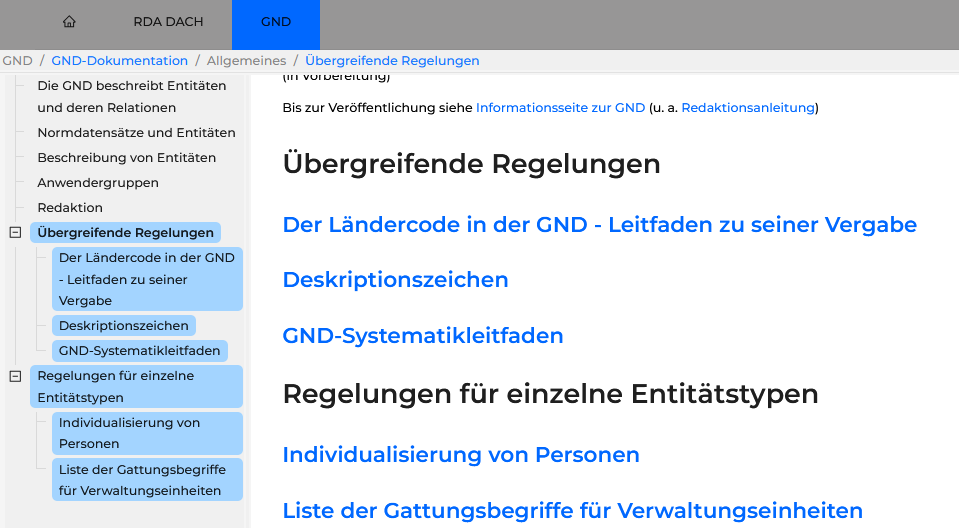 RDA DACH
GND
GND / GND-Dokumentation / Allgemeines / Übergreifende Regelungen
Die GND beschreibt Entitäten
und deren Relationen
Normdatensätze und Entitäten
Beschreibung von Entitäten
Anwendergruppen
Redaktion
Übergreifende Regelungen
Der Ländercode in der GND
- Leitfaden zu seiner
Vergabe
Deskriptionszeichen
GND-Systematikleitfaden
Regelungen für einzelne
Entitätstypen
Individualisierung von
Personen
Liste der Gattungsbegriffe
für Verwaltungseinheiten
(in Vorbereitung)
Bis zur Veröffentlichung siehe Informationsseite zur GND (u. a. Redaktionsanleitung)
Übergreifende Regelungen
Der Ländercode in der GND - Leitfaden zu seiner Vergabe
Deskriptionszeichen
GND-Systematikleitfaden
Regelungen für einzelne Entitätstypen
Individualisierung von Personen
Liste der Gattungsbegriffe für Verwaltungseinheiten